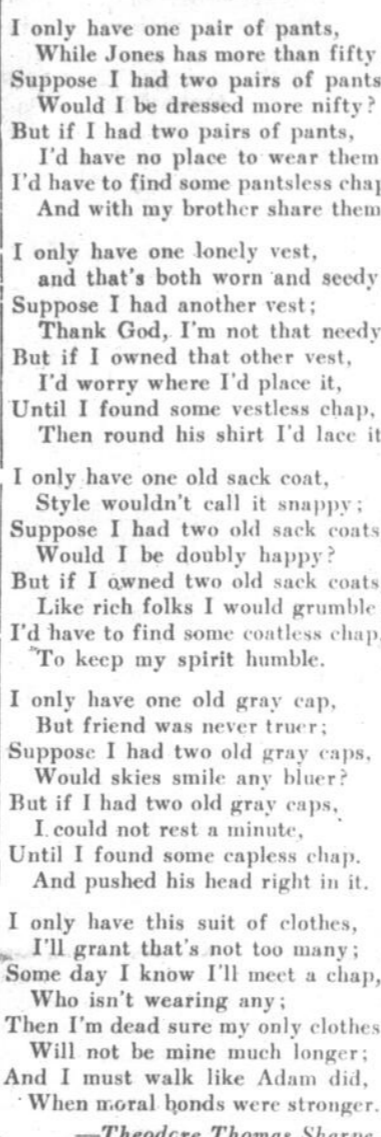 I only have one pair of pants,
While Jones has more than fifty
Suppose I had two pairs of pants
Would I be dressed more nifty?
But if I had two pairs of pants,
I'd have no place to wear them
I'd have to find some pantsless chap
And with my brother share them
I only have one lonely vest,
and that's both worn and seedy
Suppose I had another vest;
Thank God, I'm not that needy
But if I owned that other vest,
I'd worry where I'd place it,
Until I found some vestless chap,
Then round his shirt I'd lace it
I only have one old sack coat,
Style wouldn't call it snappy;
Suppose I had two old sack coats
Would I be doubly happy?
But if I owned two old sack coats
Like rich folks I would grumble
I'd have to find some coatless chap,
To keep my spirit humble.
I only have one old gray cap,
But friend was never truer;
Suppose I had two old gray caps,
Would skies smile any bluer?
But if I had two old gray caps,
I could not rest a minute,
Until I found some capless chap.
And pushed his head right in it.
I only have this suit of clothes,
I'll grant that's not too many;
Some day I know I'll meet a chap,
Who isn't wearing any;
Then I'm dead sure my only clothes
Will not be mine much longer;
And I must walk like Adam did,
When moral bonds were stronger.
—Theodore Thomas Sharpe